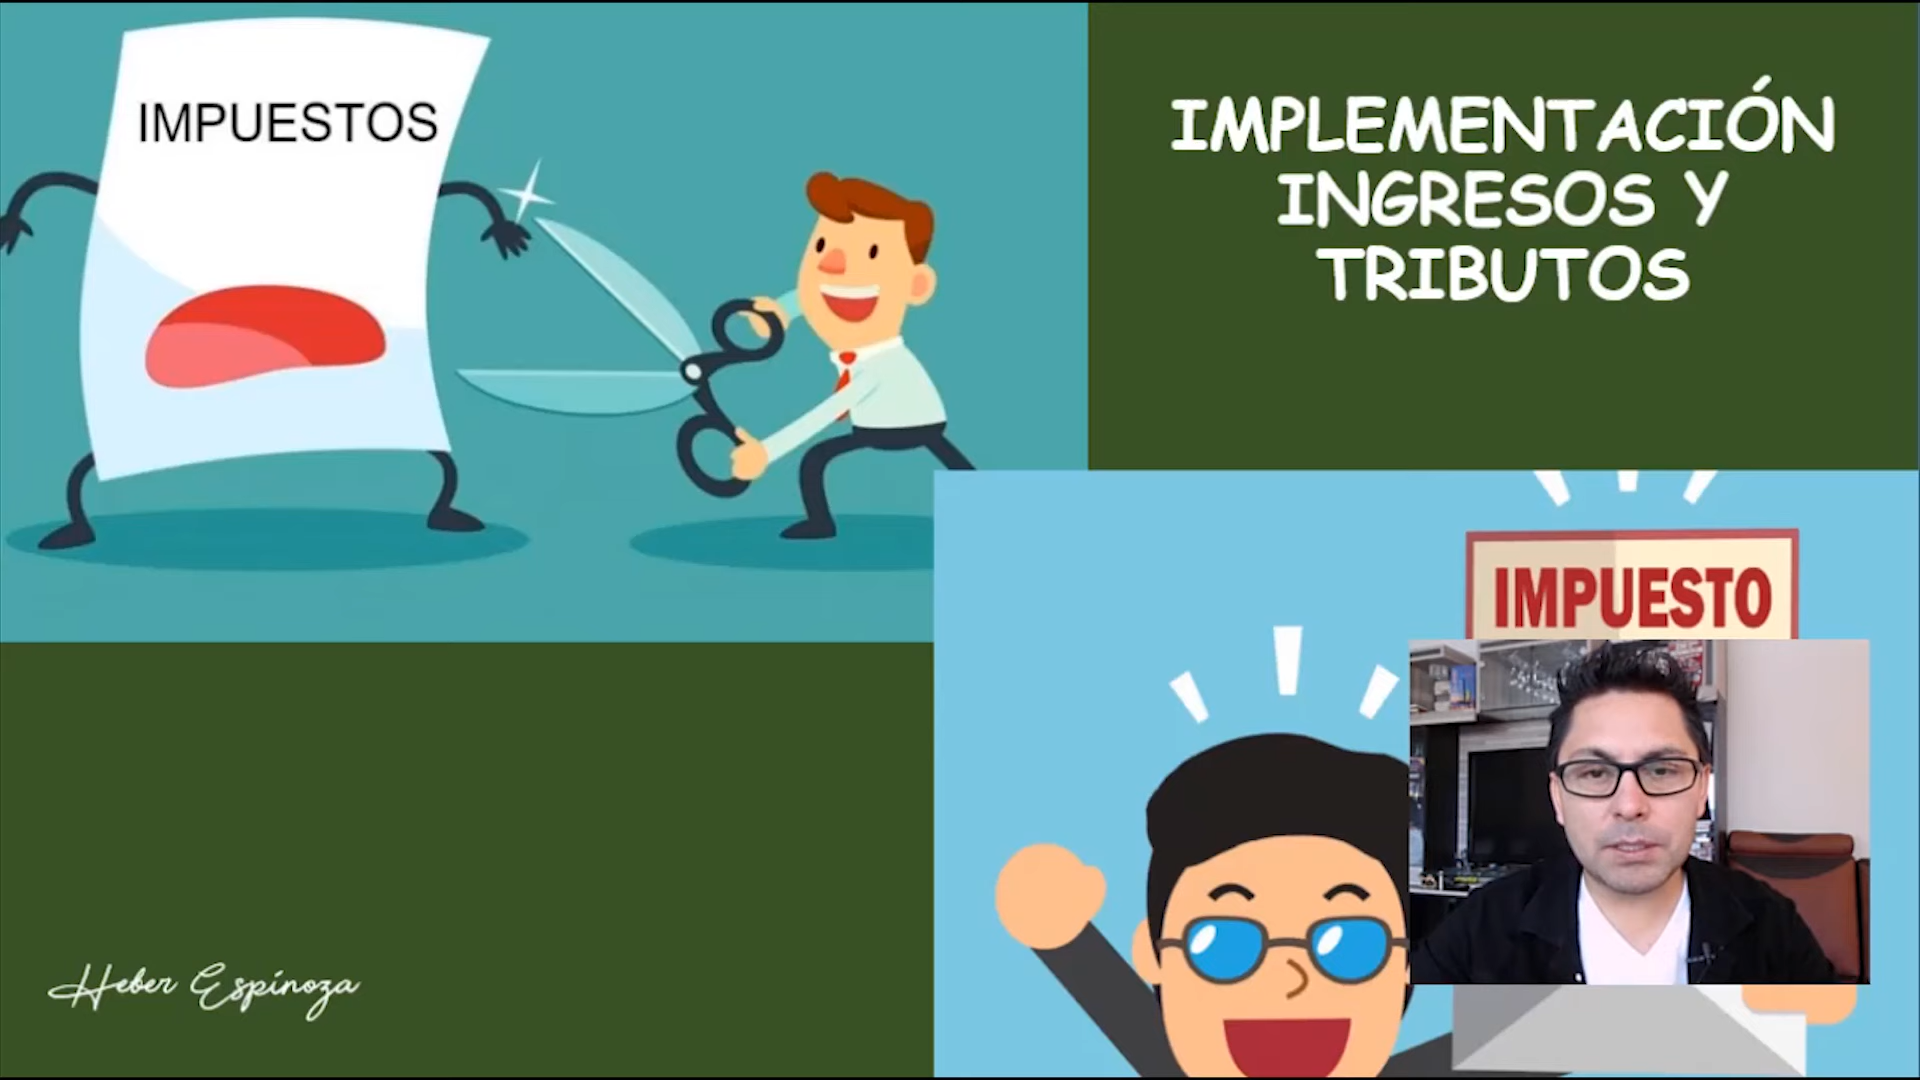 IMPUESTOS
IMPLEMENTACIÓN
INGRESOS Y
TRIBUTOS
IMPUESTO
Heber Espinoza